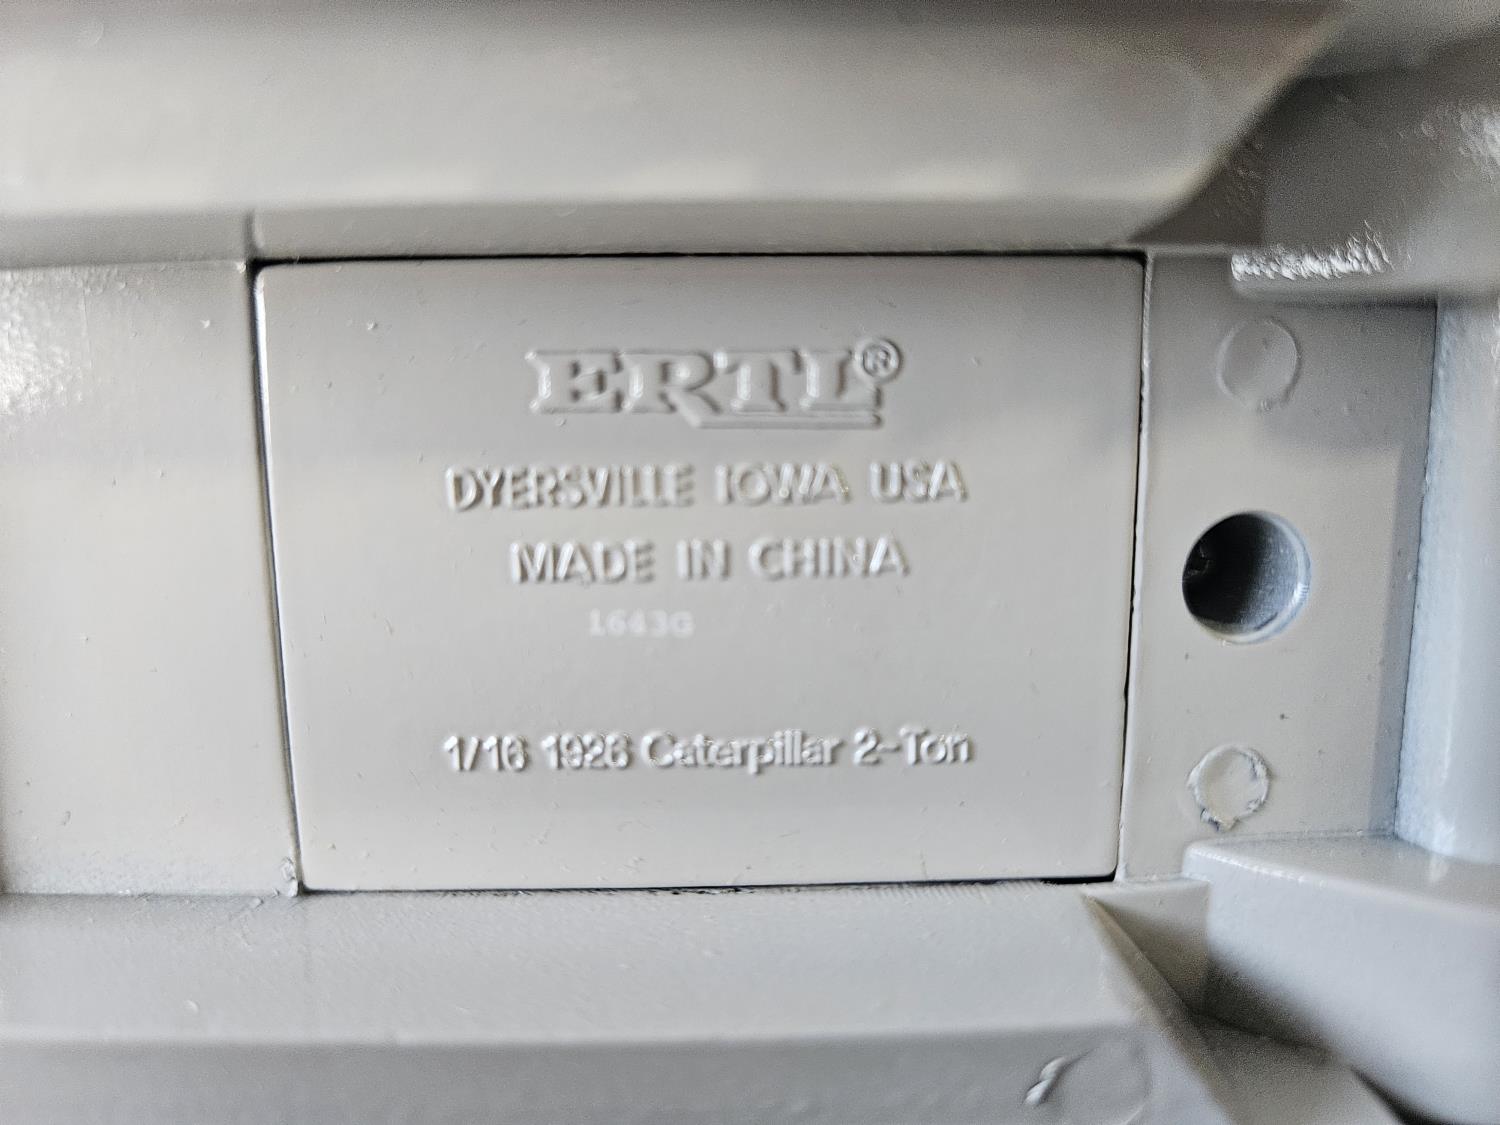 ERTL®
DYERSVILLE IOWA USA
MADE IN CHINA
1643G
1/16 1926 Caterpillar 2-Ton